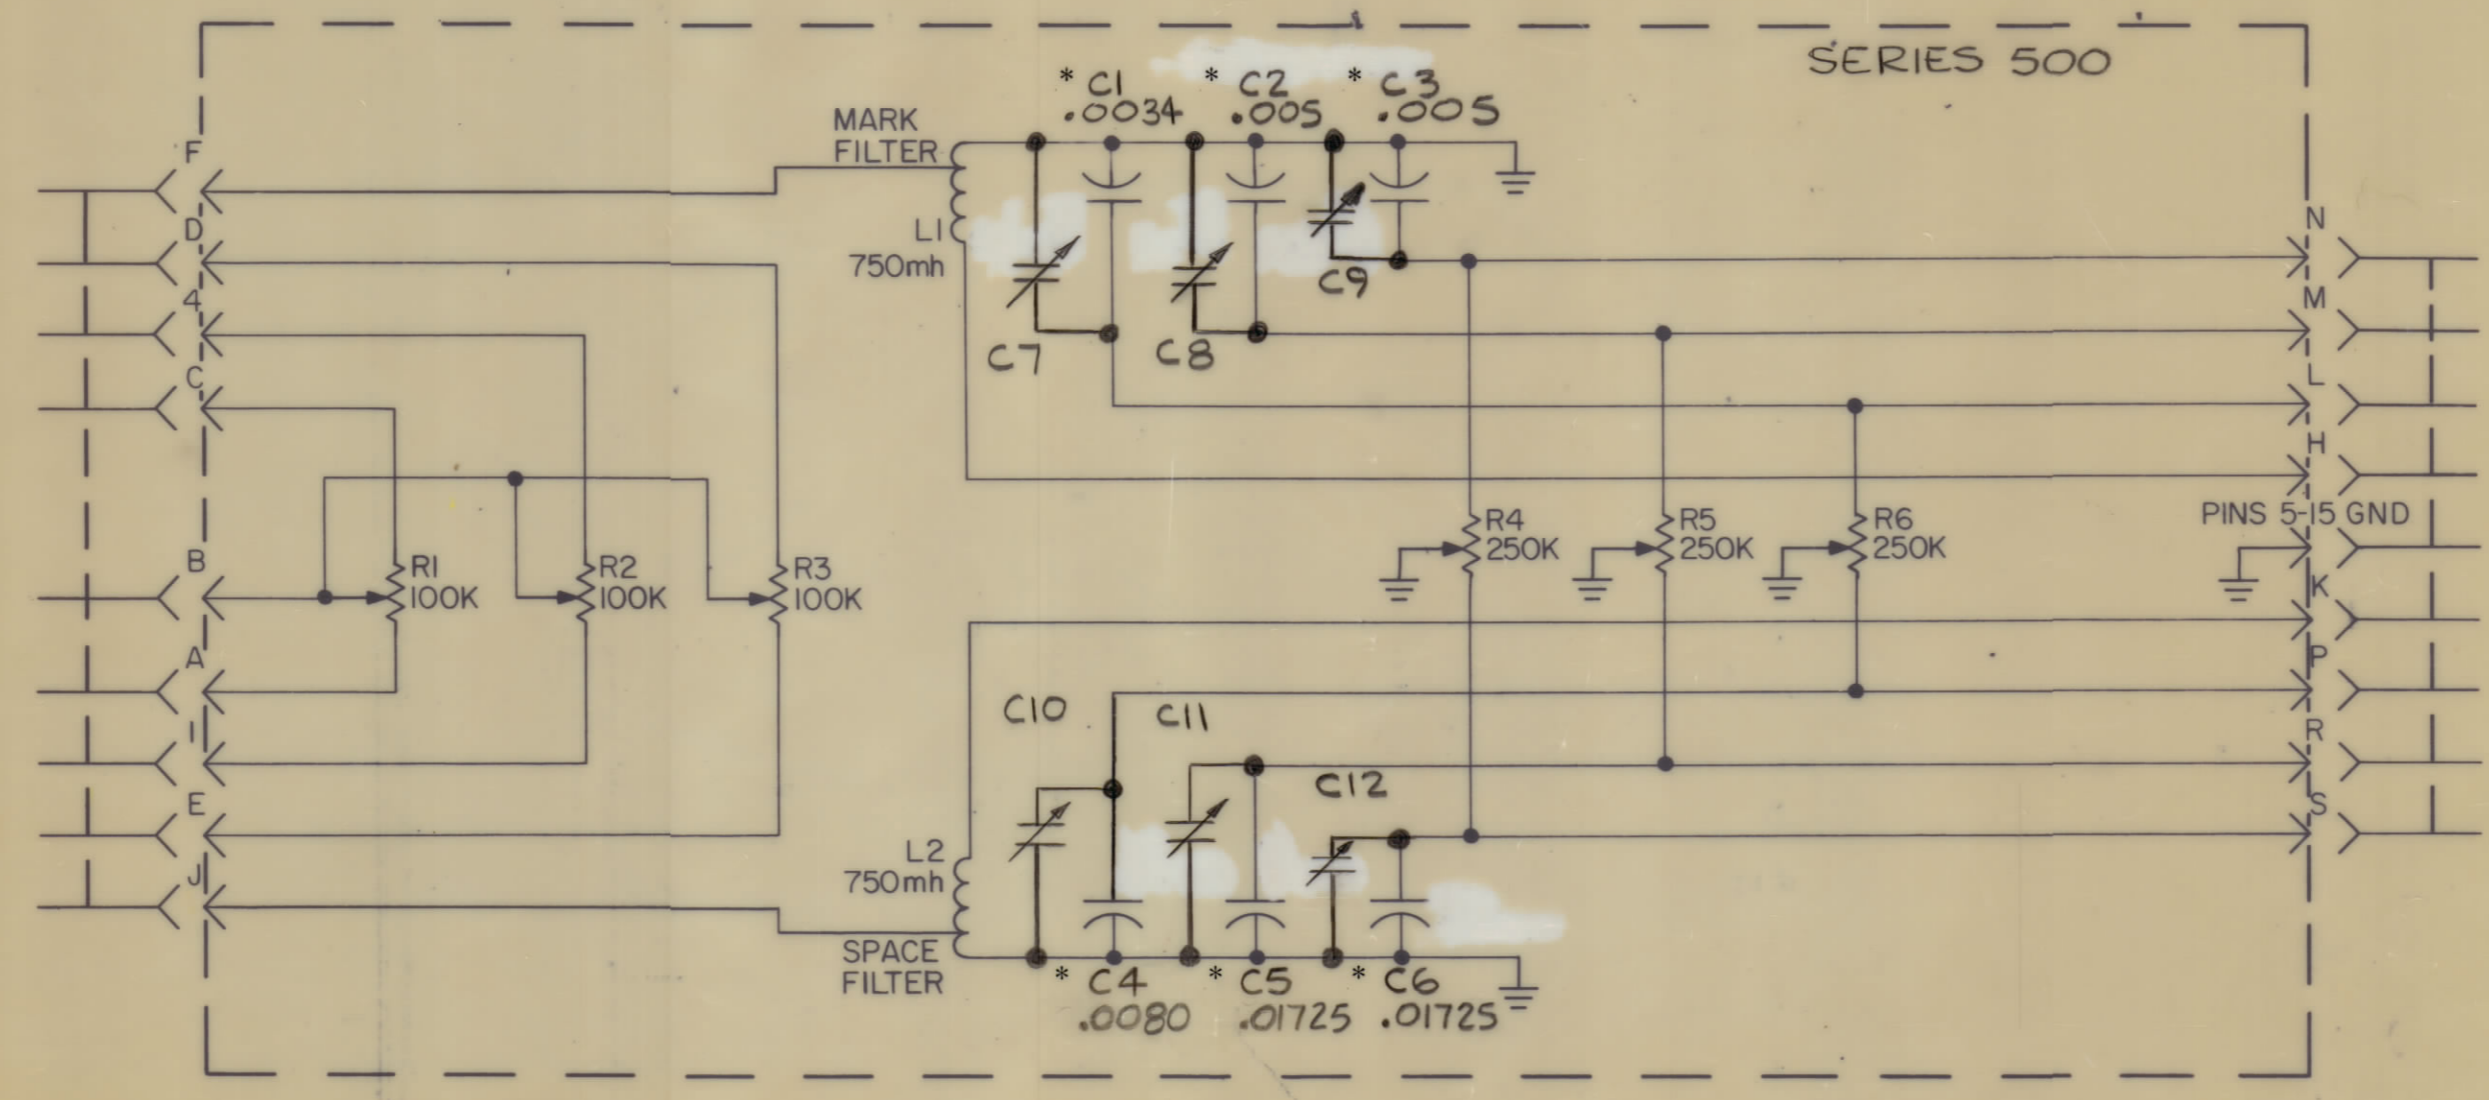 SERIES 500
* C1
.0034
* C2
.005
* C3
.005
MARK
FILTER
L1
750mh
C7
C8
C9
F
D
4
C
B
A
1
E
J
R1
100K
R2
100K
R3
100K
R4
250K
R5
250K
R6
250K
N
M
L
H
PINS 5-15 GND
K
P
R
S
C10
C11
C12
L2
750mh
SPACE
FILTER
* C4
.0080
* C5
.01725
* C6
.01725